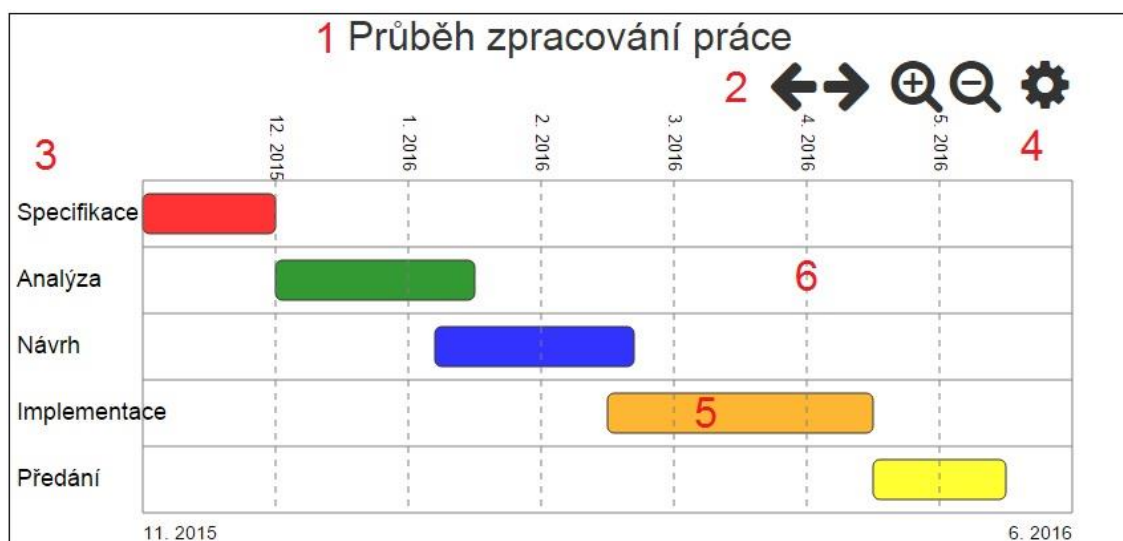 1 Průběh zpracování práce
2
3
12. 2015
1. 2016
2. 2016
3. 2016
4. 2016
5. 2016
4
Specifikace
Analýza
6
Návrh
Implementace
5
Předání
11. 2015
6. 2016